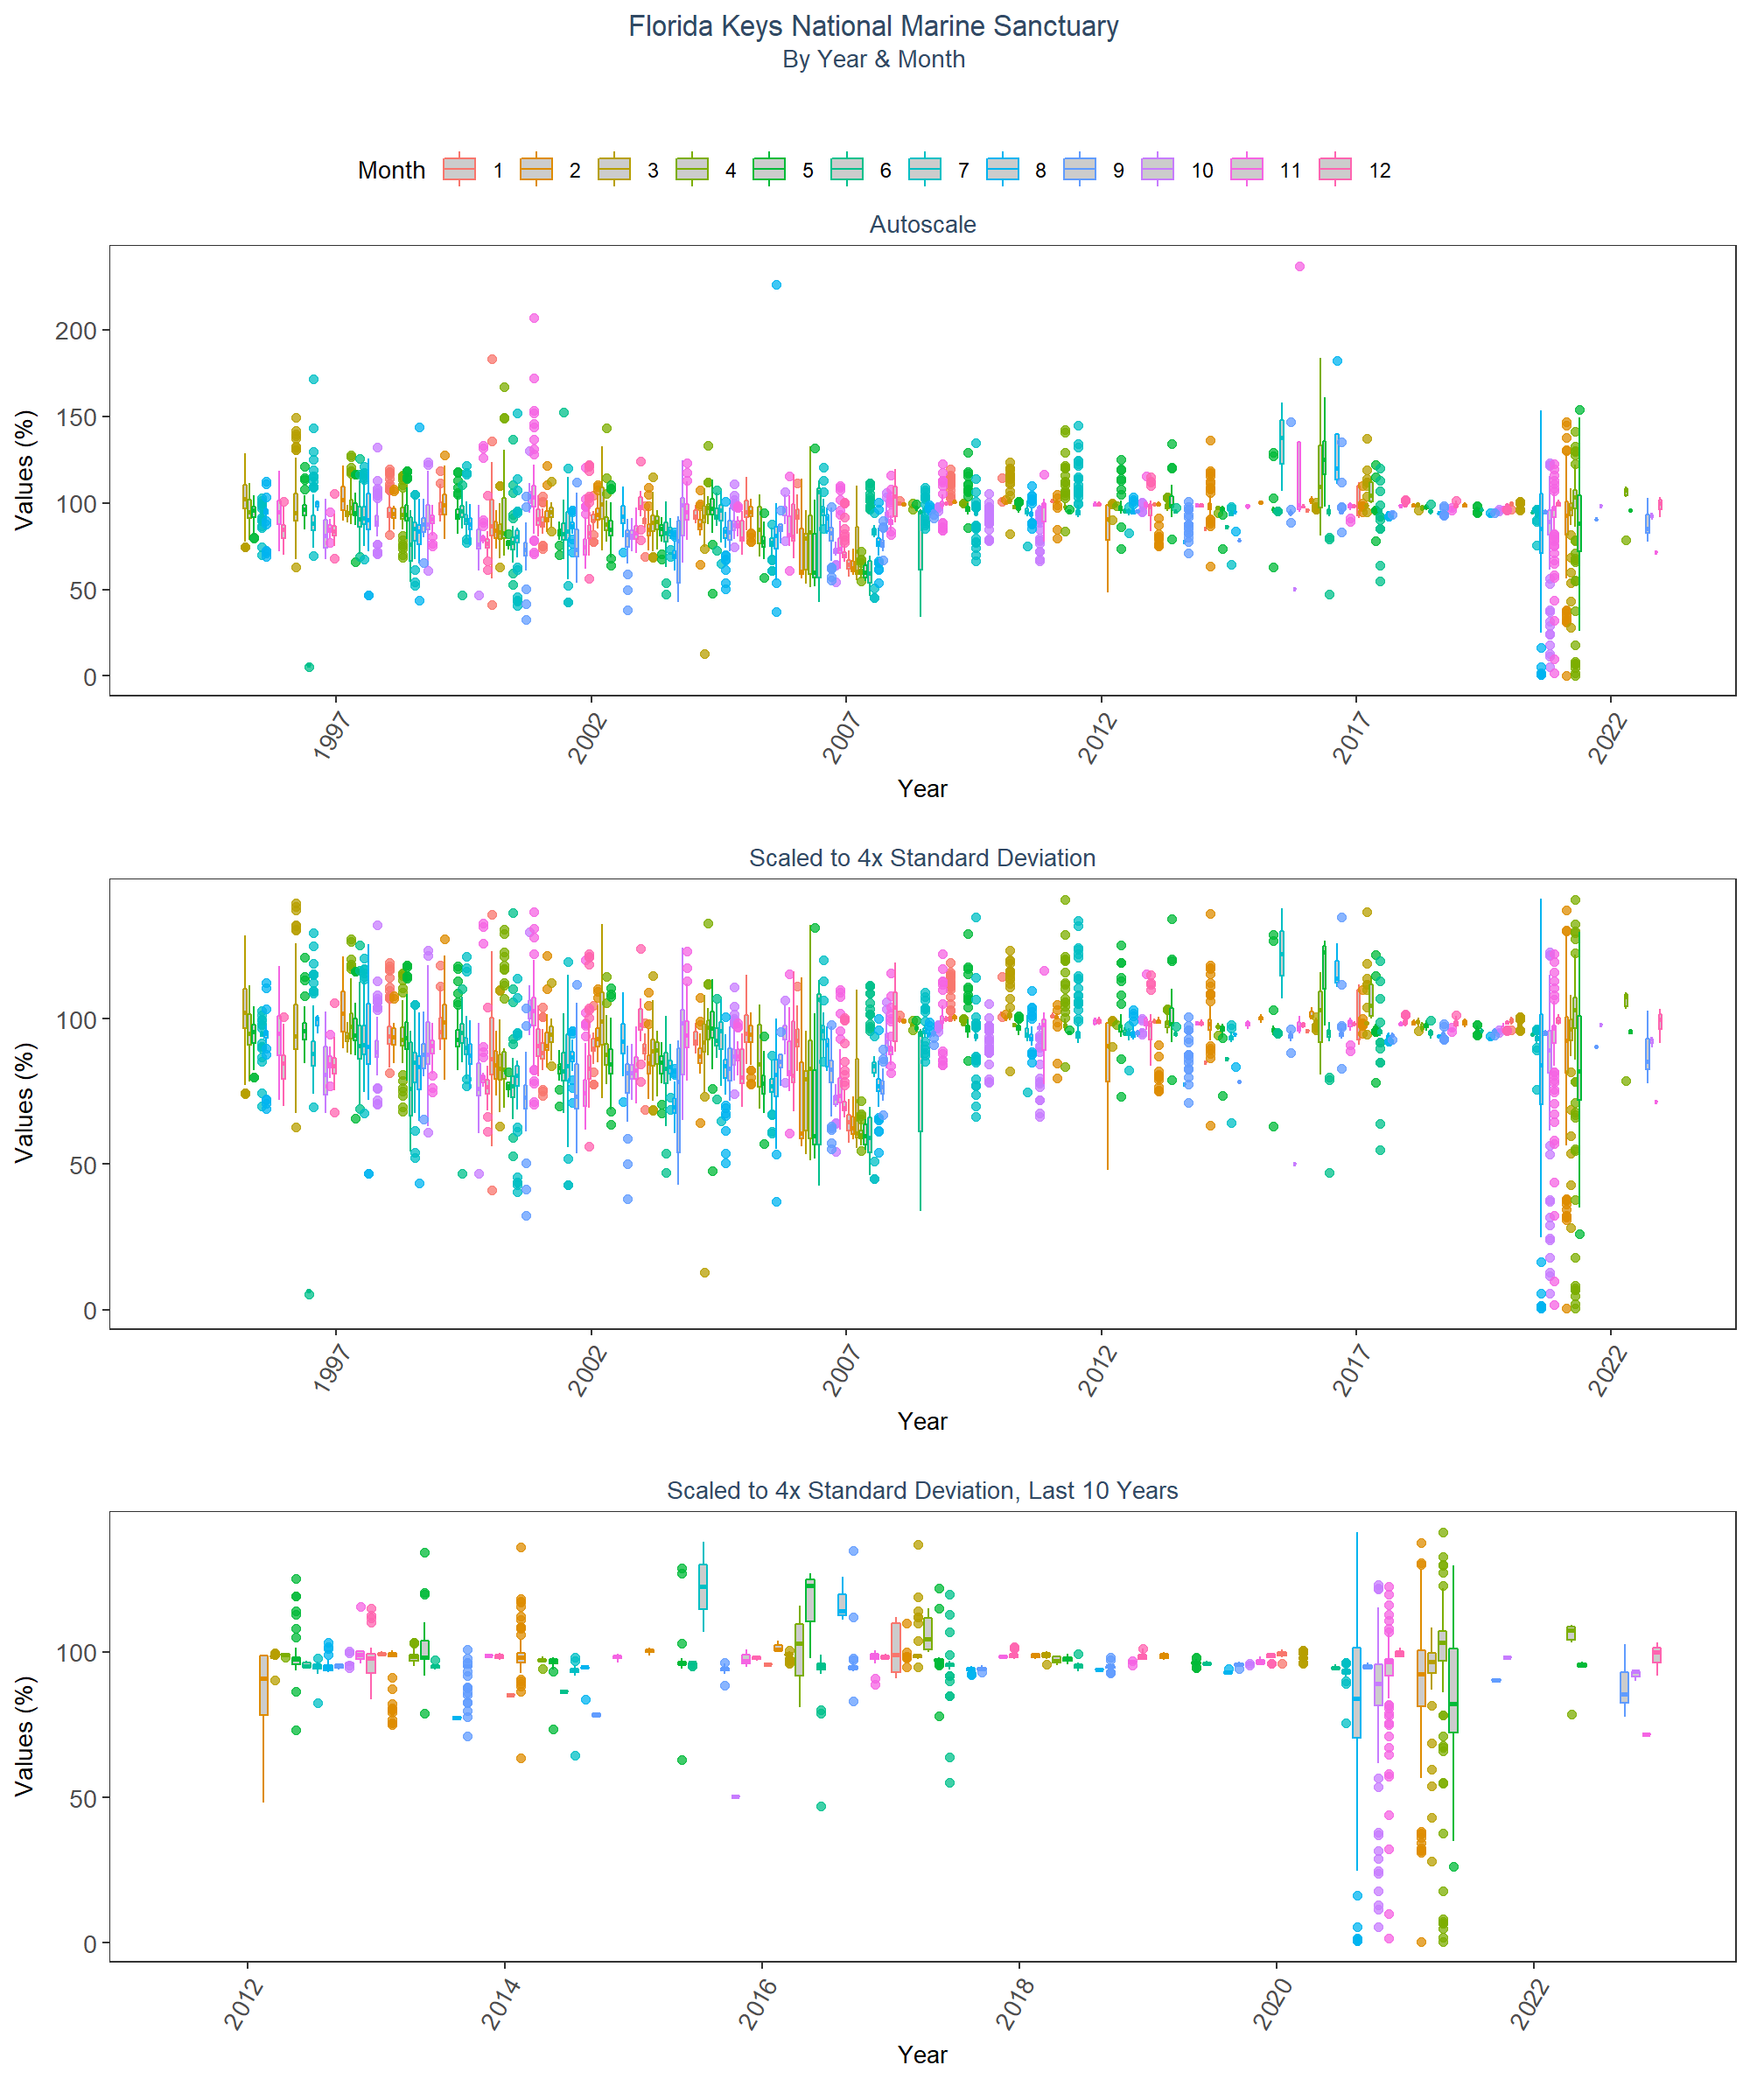 Florida Keys National Marine Sanctuary
By Year & Month
Month 1 2 3 4 5 6 7 8 9 10 11 12
Autoscale
Values (%)
200
150
100
50
0
1997 2002 2007 2012 2017 2022
Year
Scaled to 4x Standard Deviation
Values (%)
100
50
0
1997 2002 2007 2012 2017 2022
Year
Scaled to 4x Standard Deviation, Last 10 Years
Values (%)
100
50
0
2012 2014 2016 2018 2020 2022
Year